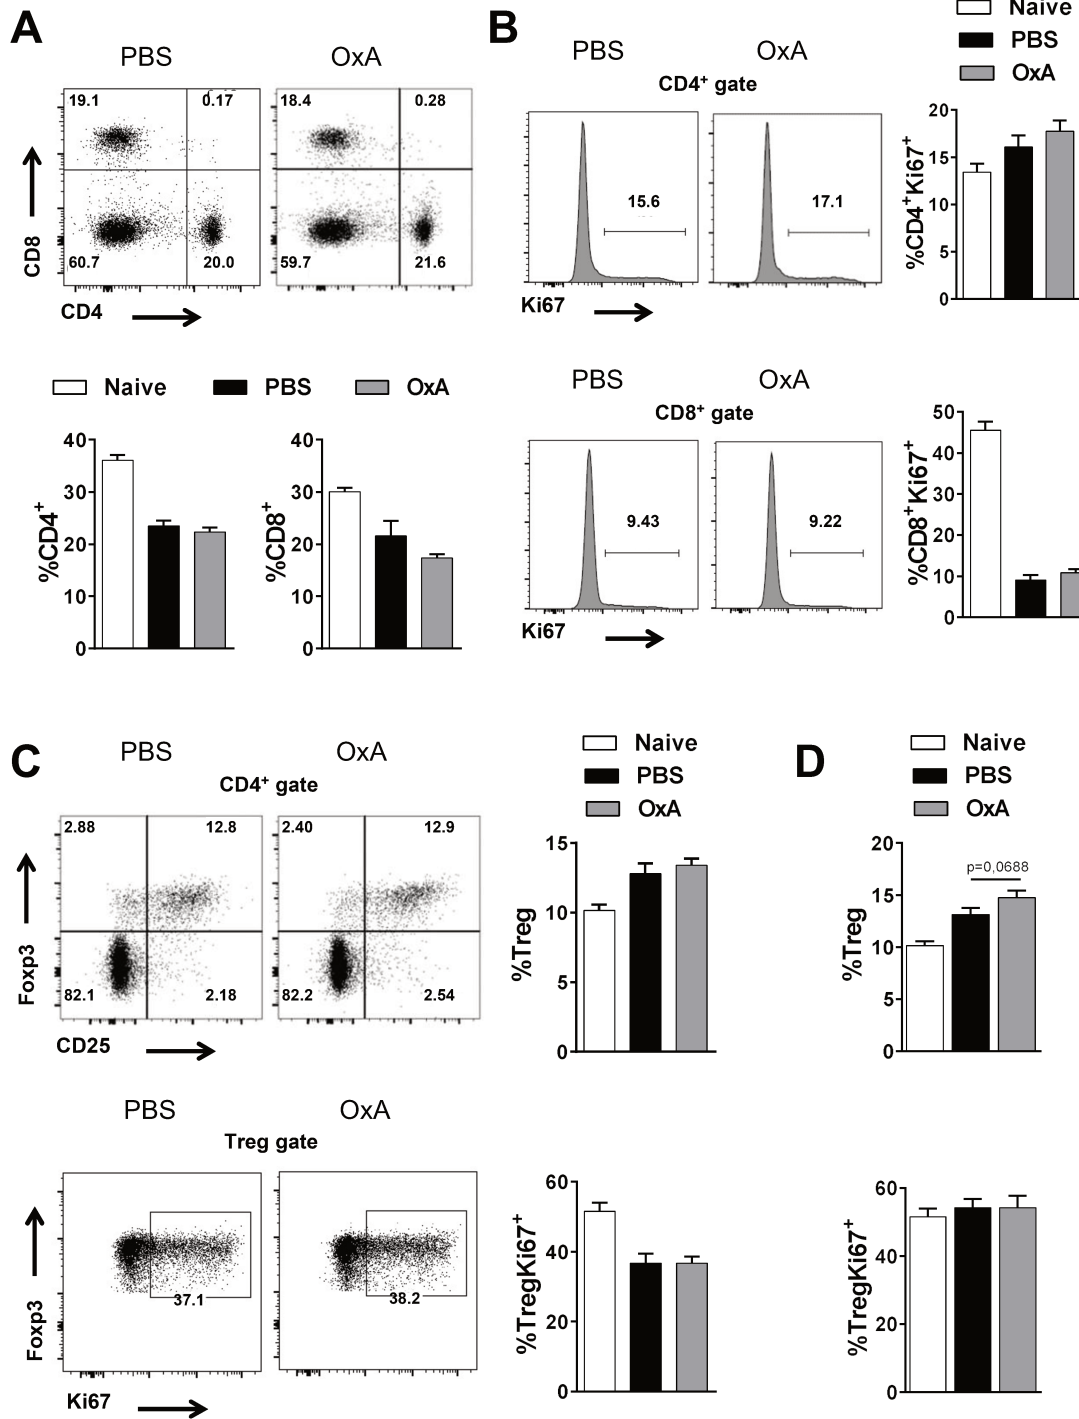 A
PBS
OxA
19.1
0.17
60.7
20.0
18.4
0.28
59.7
21.6
CD8
CD4
Naive
PBS
OxA
40
30
20
10
0
%CD4+
40
30
20
10
0
%CD8+
B
PBS
OxA
CD4+ gate
15.6
17.1
Ki67
Naive
PBS
OxA
20
15
10
5
0
%CD4+Ki67+
PBS
OxA
CD8+ gate
9.43
9.22
Ki67
50
40
30
20
10
0
%CD8+Ki67+
C
PBS
OxA
CD4+ gate
2.88
12.8
82.1
2.18
2.40
12.9
82.2
2.54
Foxp3
CD25
Naive
PBS
OxA
15
10
5
0
%Treg
PBS
OxA
Treg gate
37.1
38.2
Foxp3
Ki67
60
40
20
0
%TregKi67+
D
Naive
PBS
OxA
20
15
10
5
0
%Treg
p=0,0688
60
40
20
0
%TregKi67+